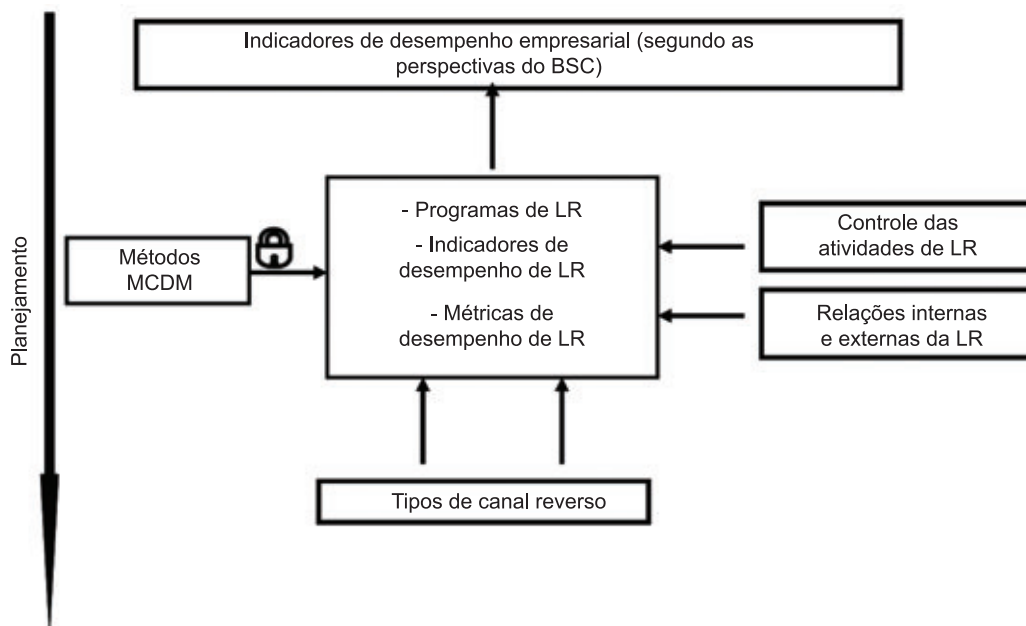 Indicadores de desempenho empresarial (segundo as
perspectivas do BSC)
- Programas de LR
- Indicadores de
desempenho de LR
- Métricas de
desempenho de LR
Métodos
MCDM
Controle das
atividades de LR
Relações internas
e externas da LR
Tipos de canal reverso
Planejamento